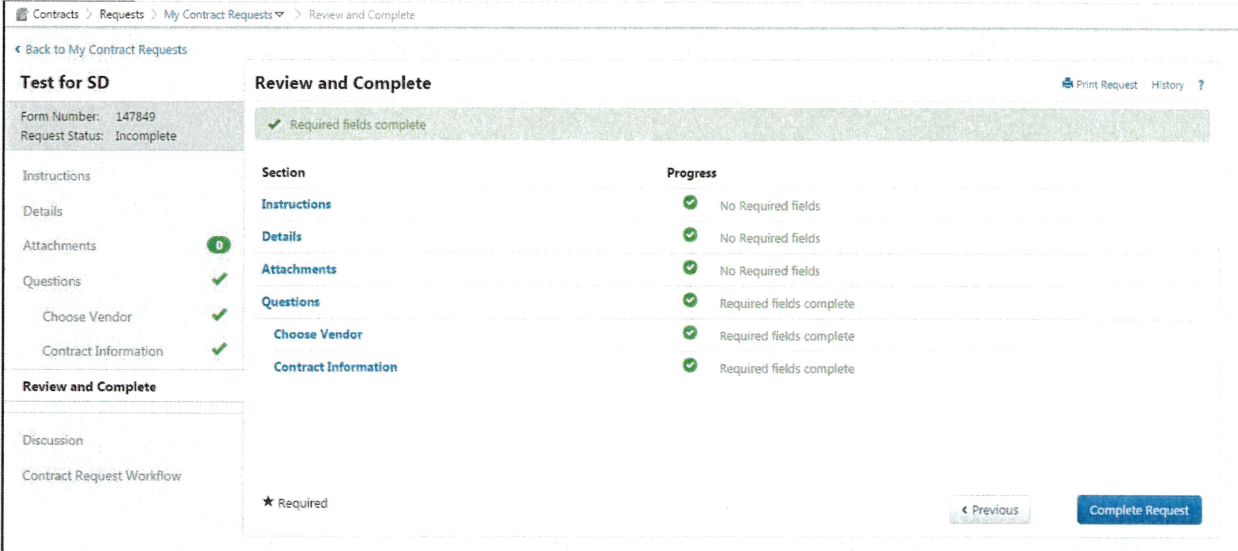 Contracts > Requests > My Contract Requests ▽ > Review and Complete
‹ Back to My Contract Requests
Test for SD
Form Number: 147849
Request Status: Incomplete
Instructions
Details
Attachments 0
Questions
Choose Vendor
Contract Information
Review and Complete
Discussion
Contract Request Workflow
Review and Complete
Print Request History ?
Required fields complete
Section Progress
Instructions No Required fields
Details No Required fields
Attachments No Required fields
Questions Required fields complete
Choose Vendor Required fields complete
Contract Information Required fields complete
★ Required
‹ Previous
Complete Request